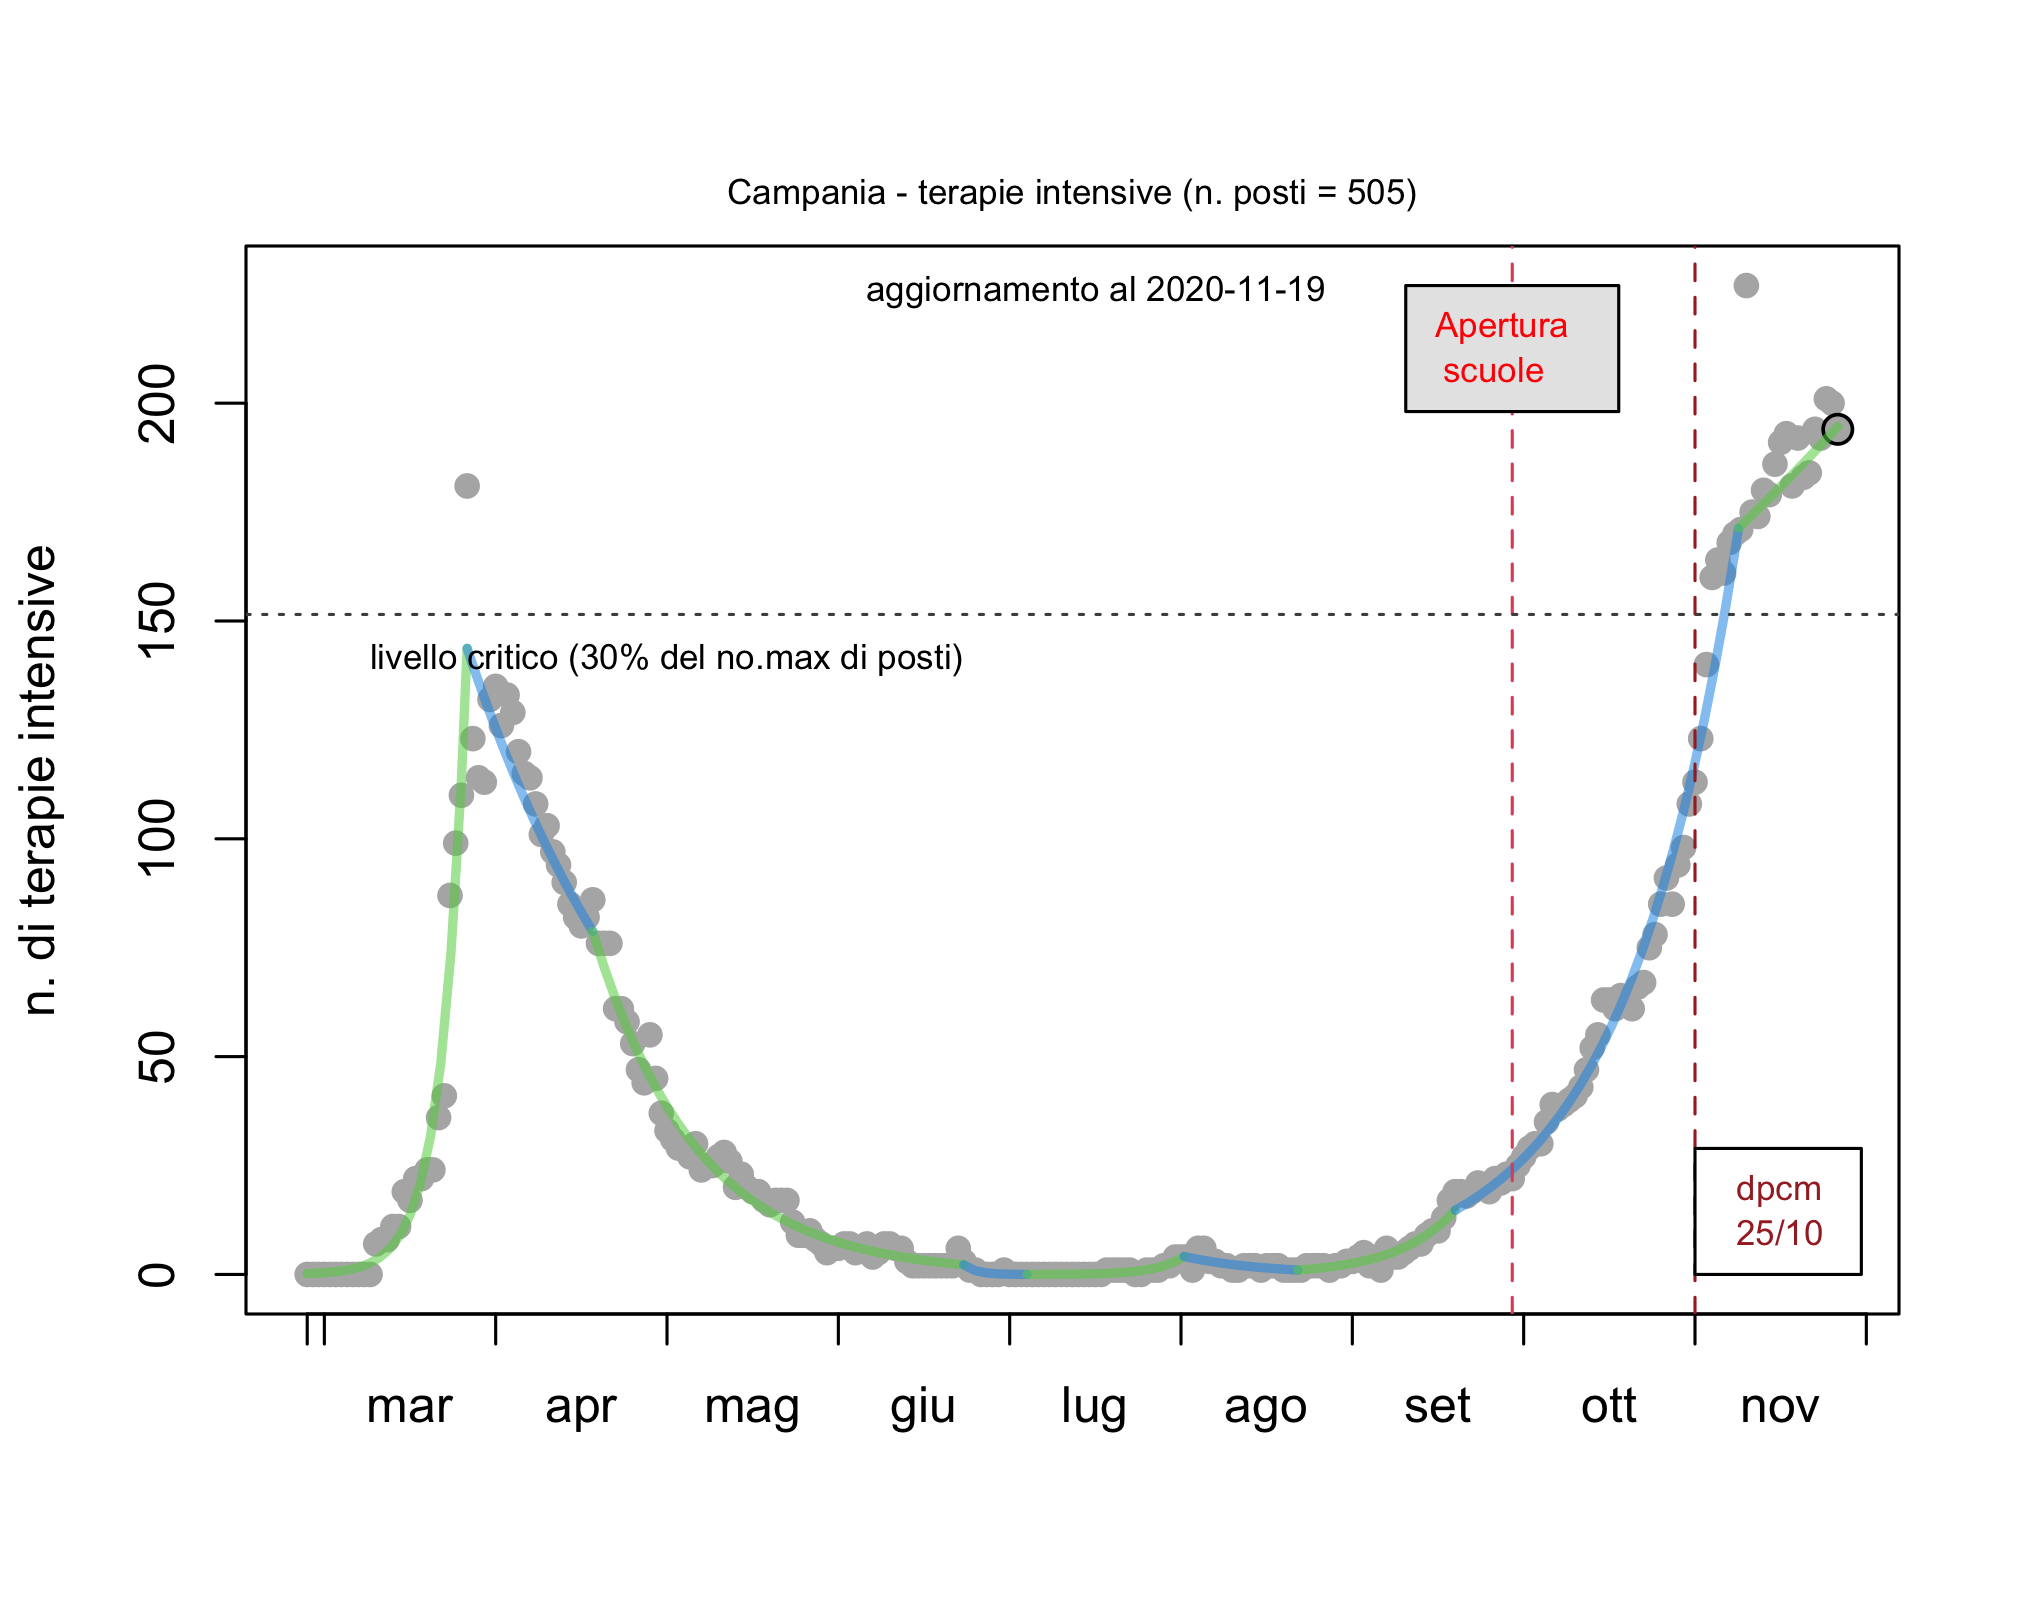 Campania - terapie intensive (n. posti = 505)
aggiornamento al 2020-11-19
Apertura
scuole
livello critico (30% del no.max di posti)
dpcm
25/10
n. di terapie intensive
200
150
100
50
0
mar apr mag giu lug ago set ott nov